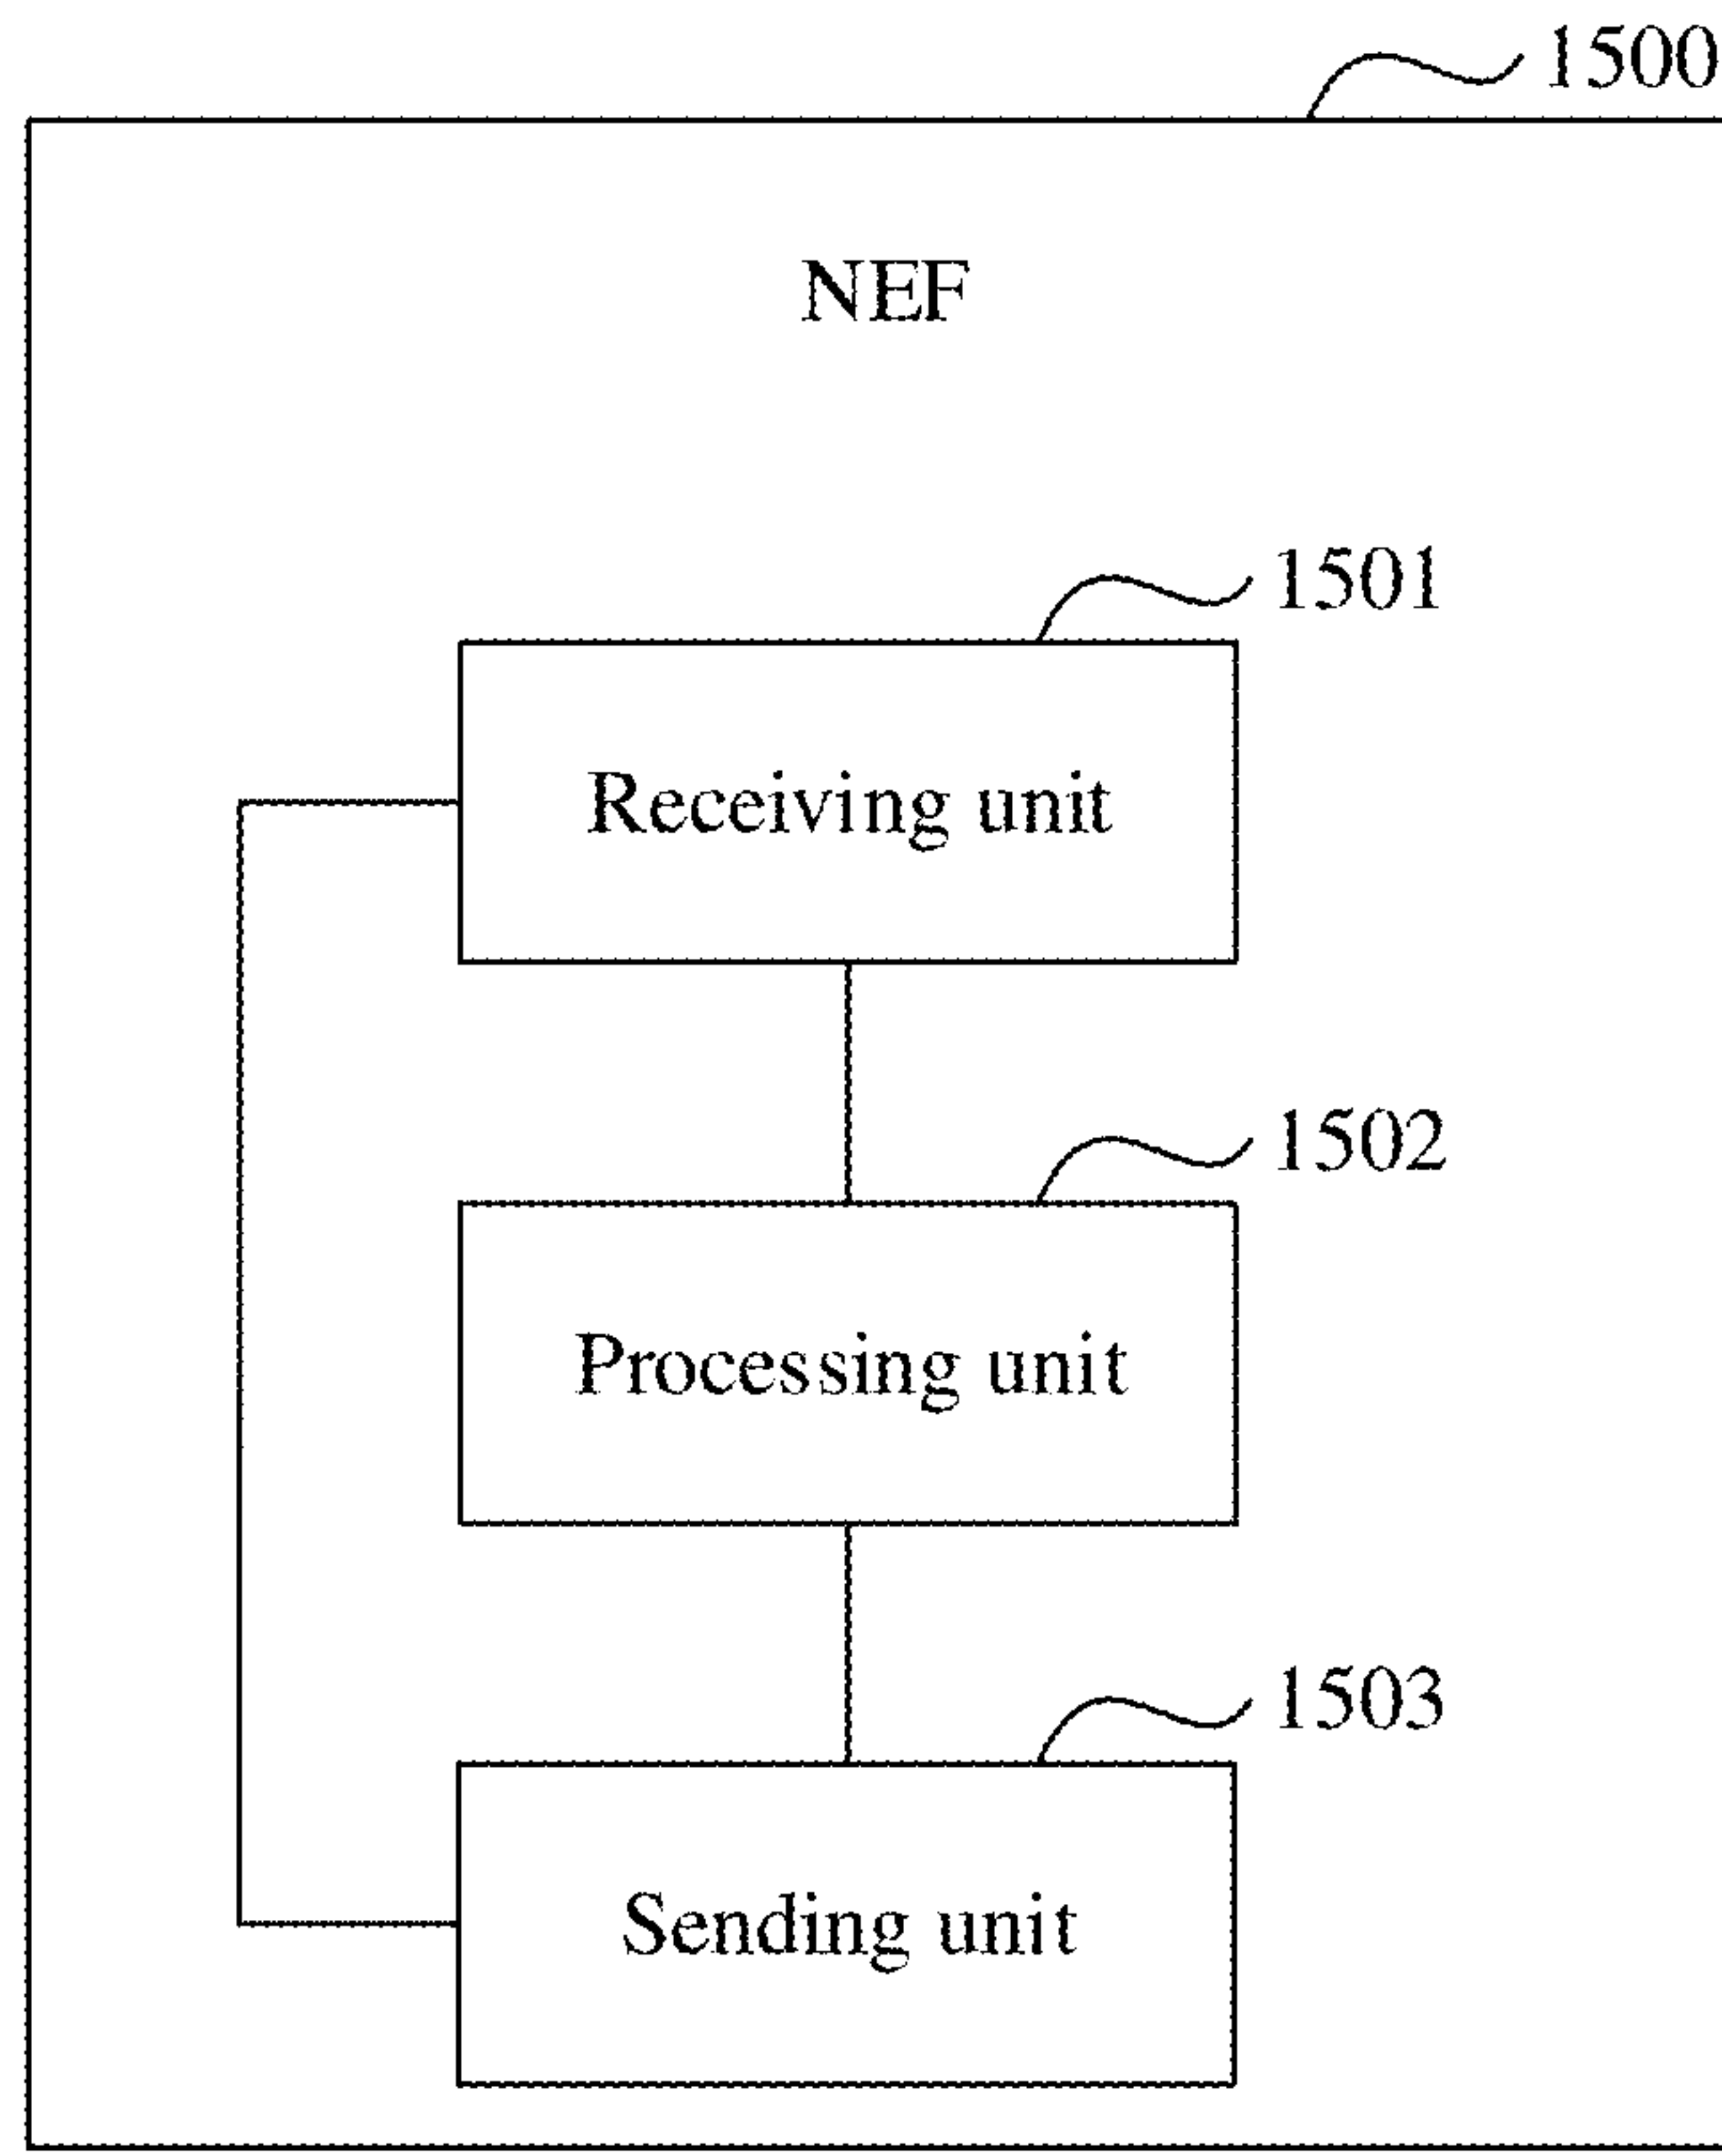 1500
NEF
1501
Receiving unit
1502
Processing unit
1503
Sending unit